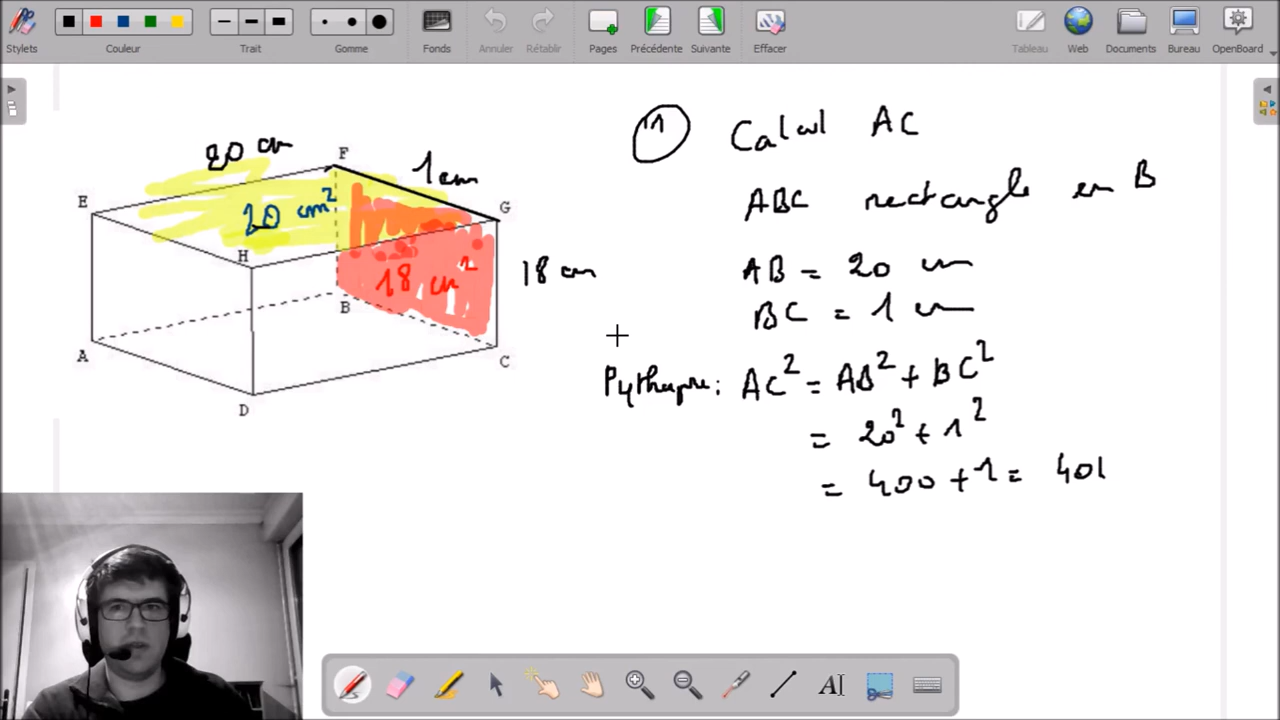 Stylets
Couleur
Trait
Gomme
Fonds
Annuler
Rétablir
Pages
Précédente
Suivante
Effacer
Tableau
Web
Documents
Bureau
OpenBoard
20 cm
F
1 cm
E
20 cm²
G
H
18 cm²
18 cm
B
A
C
D
1 Calcul AC
ABC rectangle en B
AB = 20 cm
BC = 1 cm
Pythagore: AC² = AB² + BC²
= 20² + 1²
= 400 + 1 = 401
AI